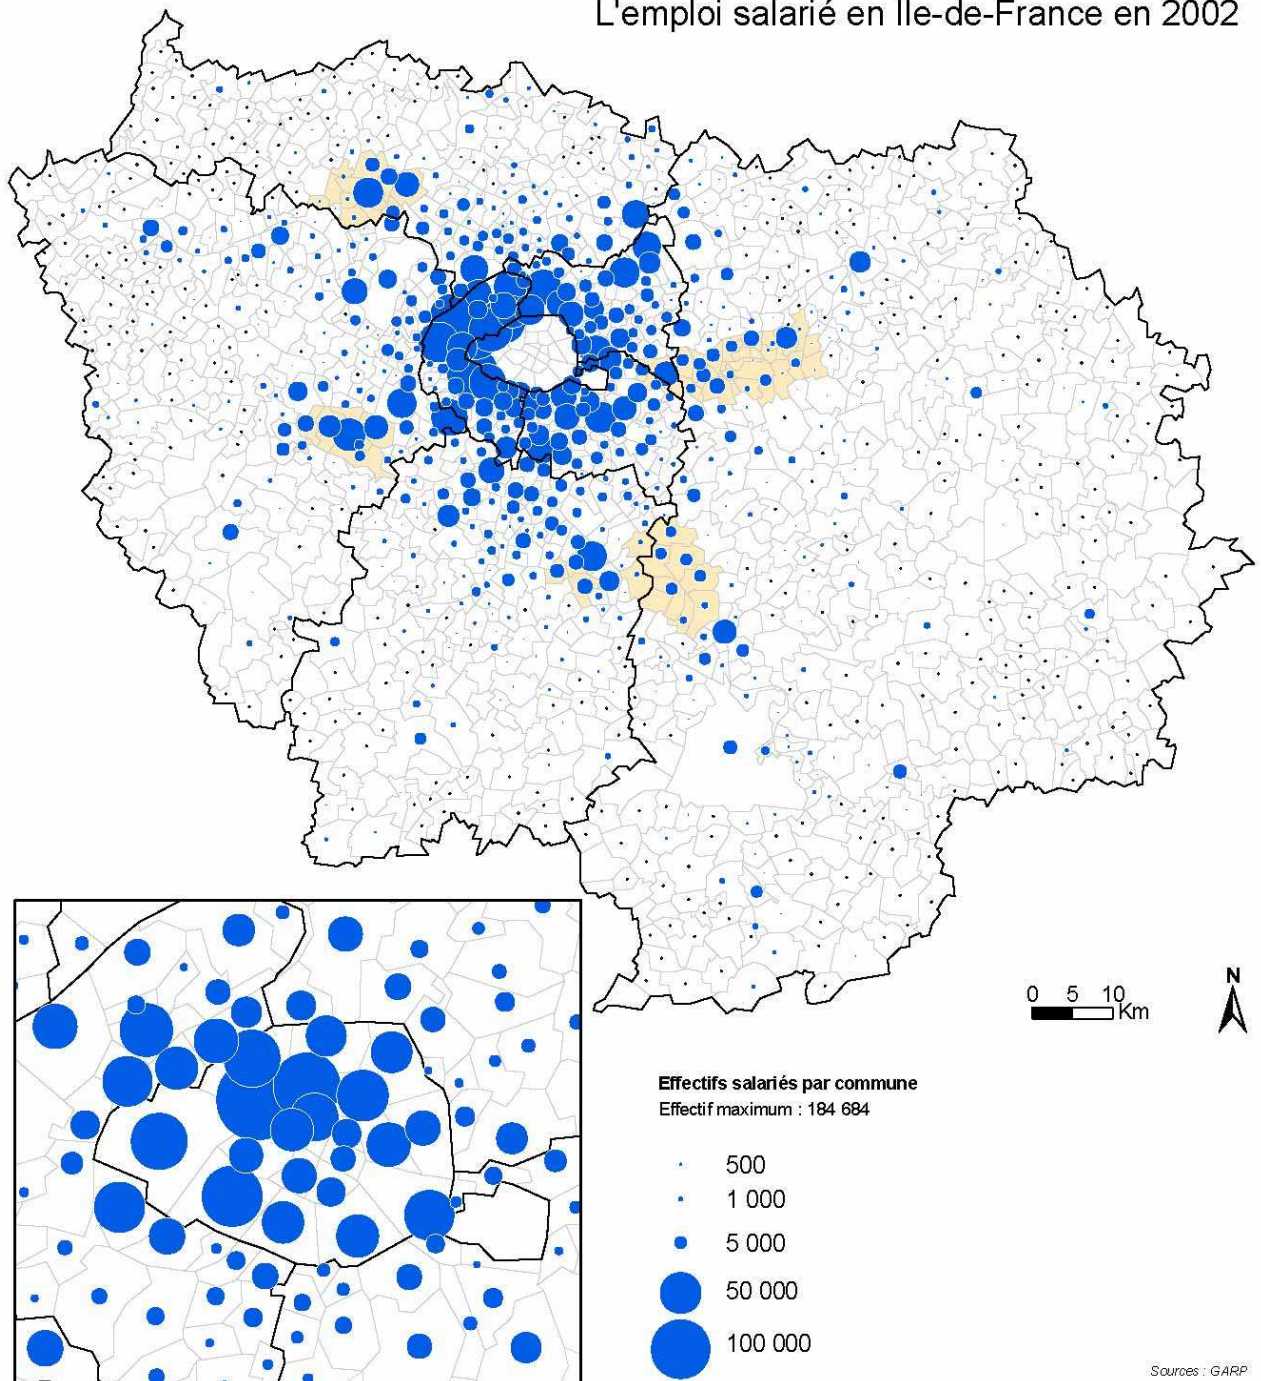 L'emploi salarié en Ile-de-France en 2002
N
0 5 10
Km
Effectifs salariés par commune
Effectif maximum : 184 684
500
1 000
5 000
50 000
100 000
Sources : GARP